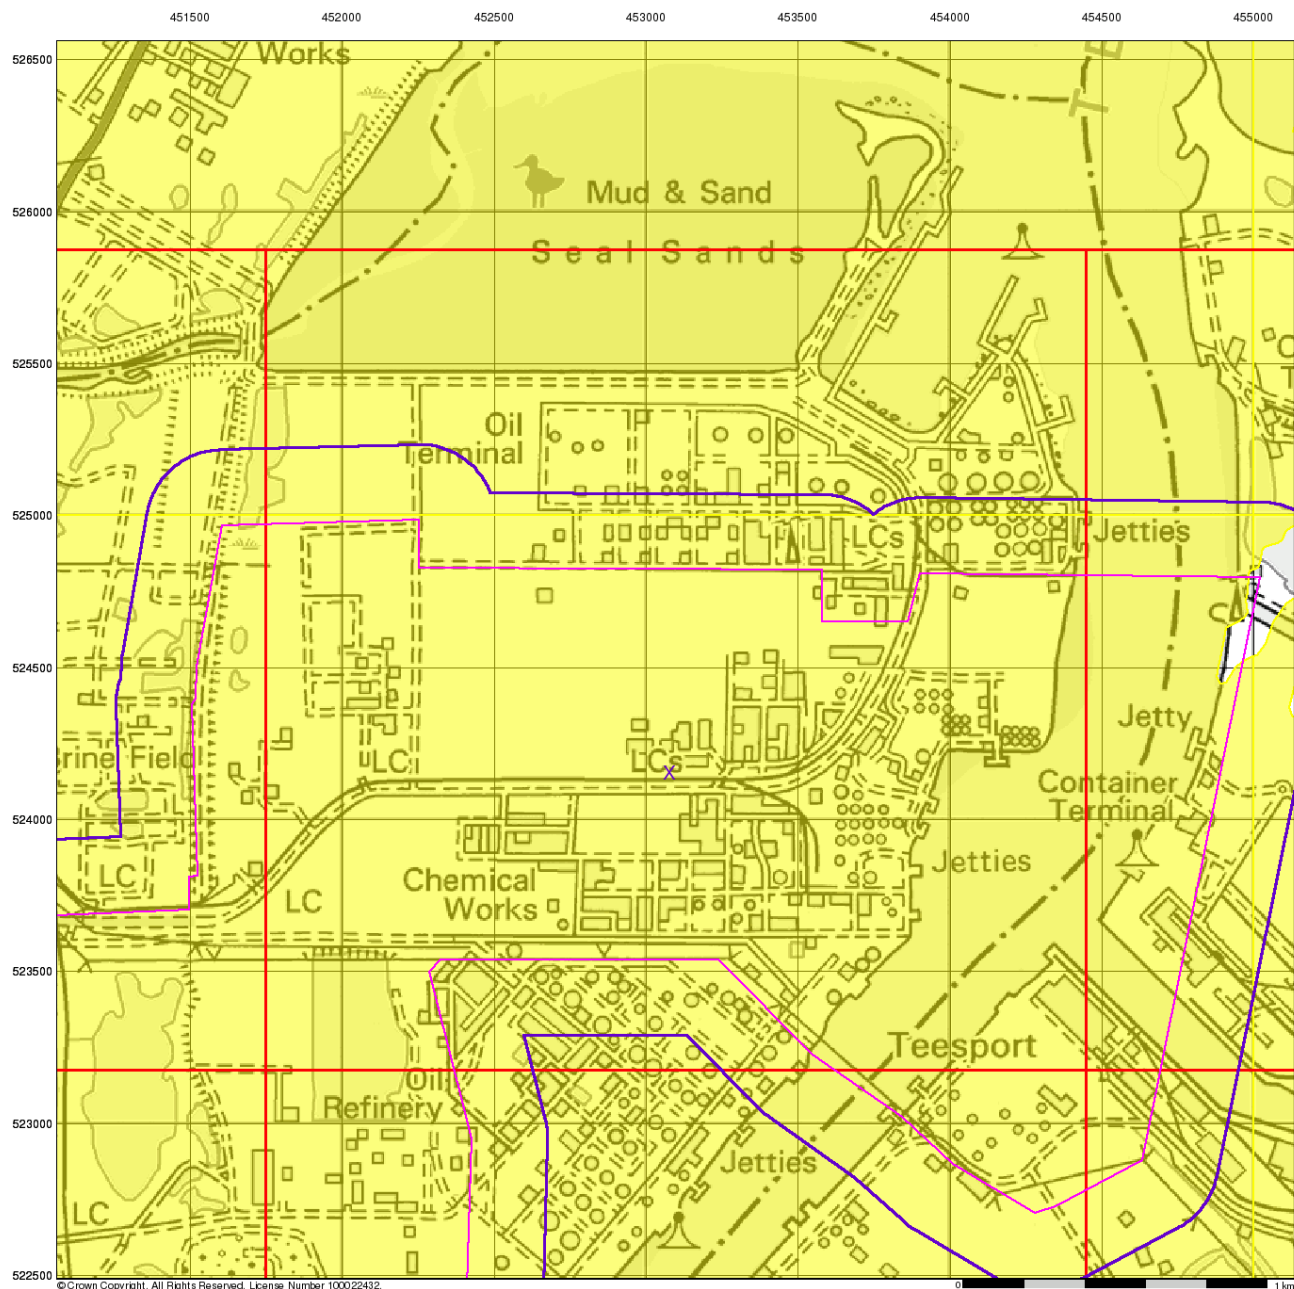 451500 452000 452500 453000 453500 454000 454500 455000
526500
526000
525500
525000
524500
524000
523500
523000
522500
Works
T E
Mud & Sand
Seal Sands
Oil
Terminal
LCs
Jetties
Jetty
rine Field
LC
LCs
Container
Terminal
LC
LC
Chemical
Works
Jetties
Teesport
Oil
Refinery
Jetties
LC
© Crown Copyright. All Rights Reserved. License Number 100022432.
0 1 km